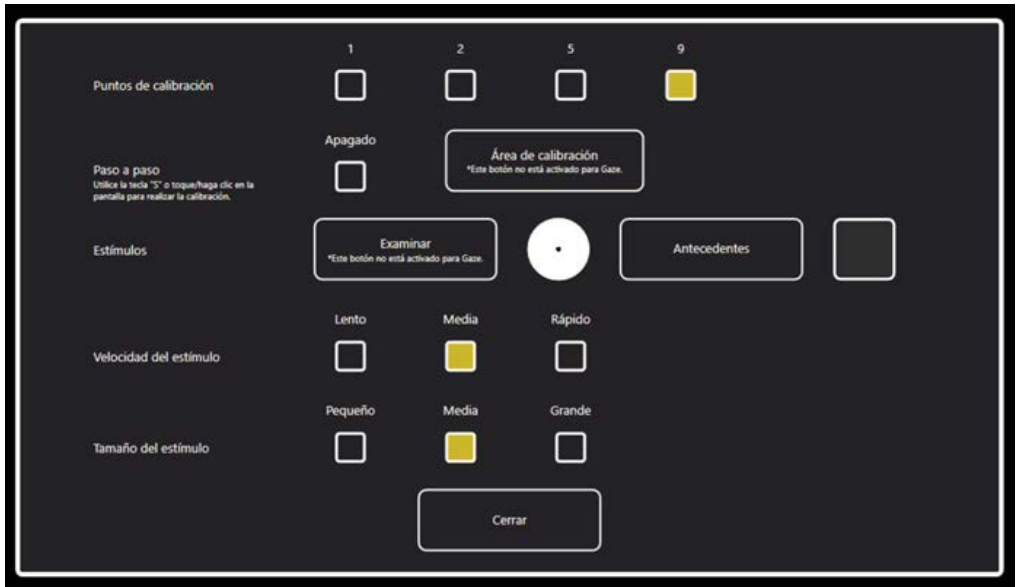 1 2 5 9
Puntos de calibración
Apagado
Área de calibración
*Este botón no está activado para Gaze.
Paso a paso
Utilice la tecla "S" o toque/haga clic en la
pantalla para realizar la calibración.
Estímulos
Examinar
*Este botón no está activado para Gaze.
Antecedentes
Lento Media Rápido
Velocidad del estímulo
Pequeño Media Grande
Tamaño del estímulo
Cerrar